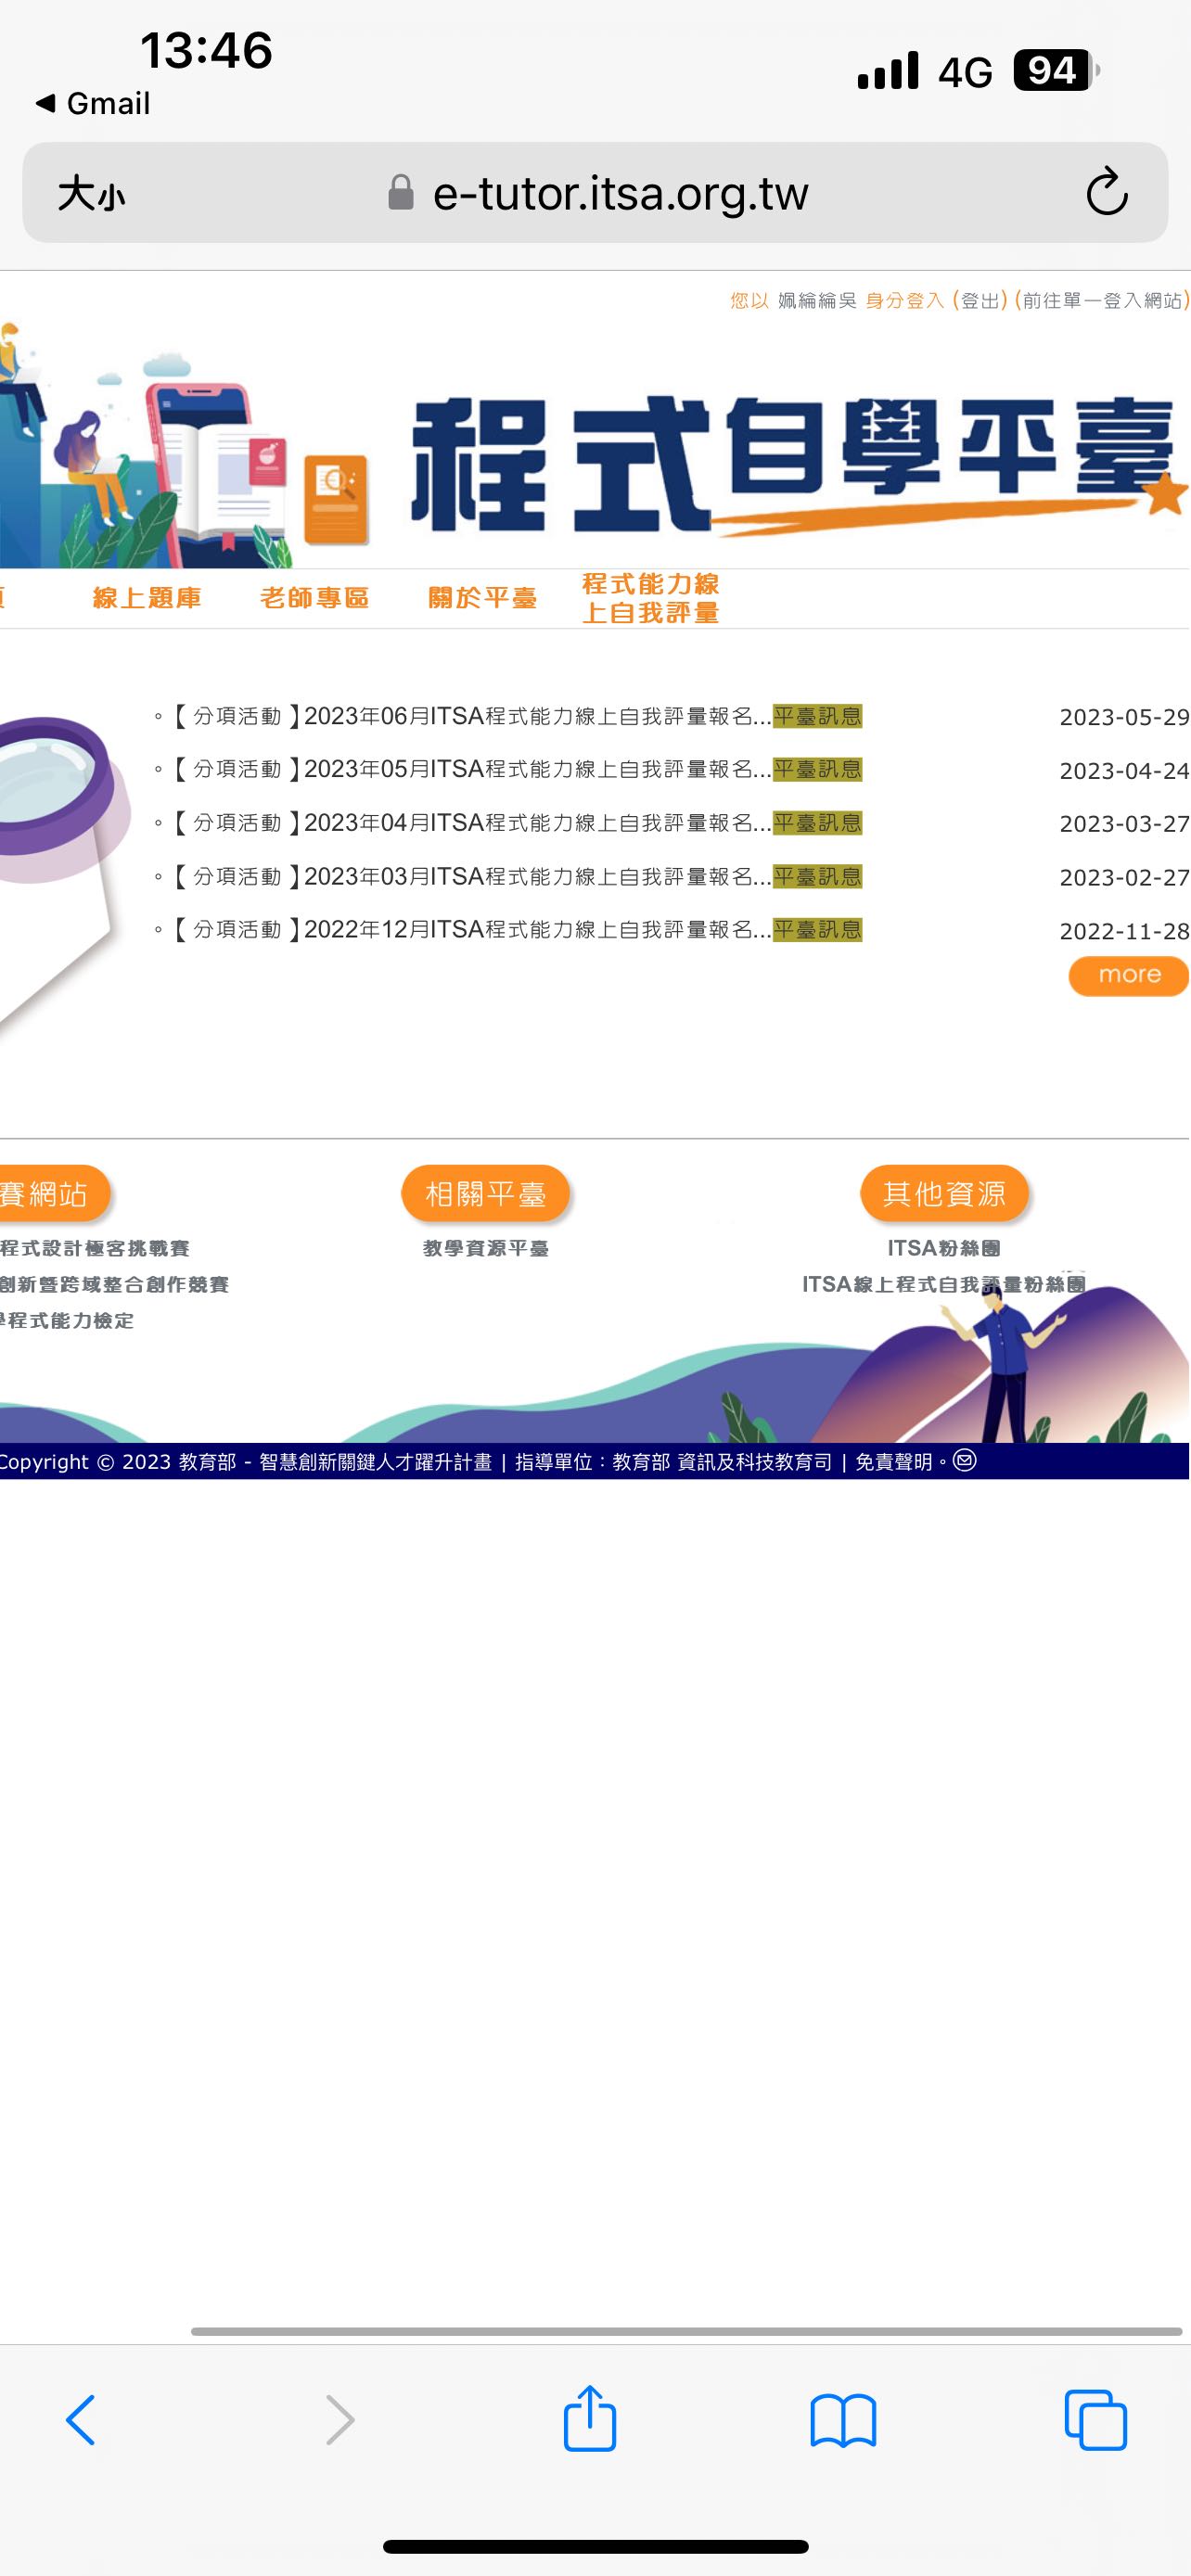 13:46
4G 94
◀ Gmail
大小 e-tutor.itsa.org.tw
您以 姵綸綸吳 身分登入 (登出) (前往單一登入網站)
程式自學平臺
線上題庫 老師專區 關於平臺 程式能力線
上自我評量
。【 分項活動 】2023年06月ITSA程式能力線上自我評量報名...平臺訊息 2023-05-29
。【 分項活動 】2023年05月ITSA程式能力線上自我評量報名...平臺訊息 2023-04-24
。【 分項活動 】2023年04月ITSA程式能力線上自我評量報名...平臺訊息 2023-03-27
。【 分項活動 】2023年03月ITSA程式能力線上自我評量報名...平臺訊息 2023-02-27
。【 分項活動 】2022年12月ITSA程式能力線上自我評量報名...平臺訊息 2022-11-28
more
賽網站 相關平臺 其他資源
程式設計極客挑戰賽 教學資源平臺 ITSA粉絲團
創新暨跨域整合創作競賽 ITSA線上程式自我評量粉絲團
程式能力檢定
Copyright © 2023 教育部 - 智慧創新關鍵人才躍升計畫 | 指導單位：教育部 資訊及科技教育司 | 免責聲明。